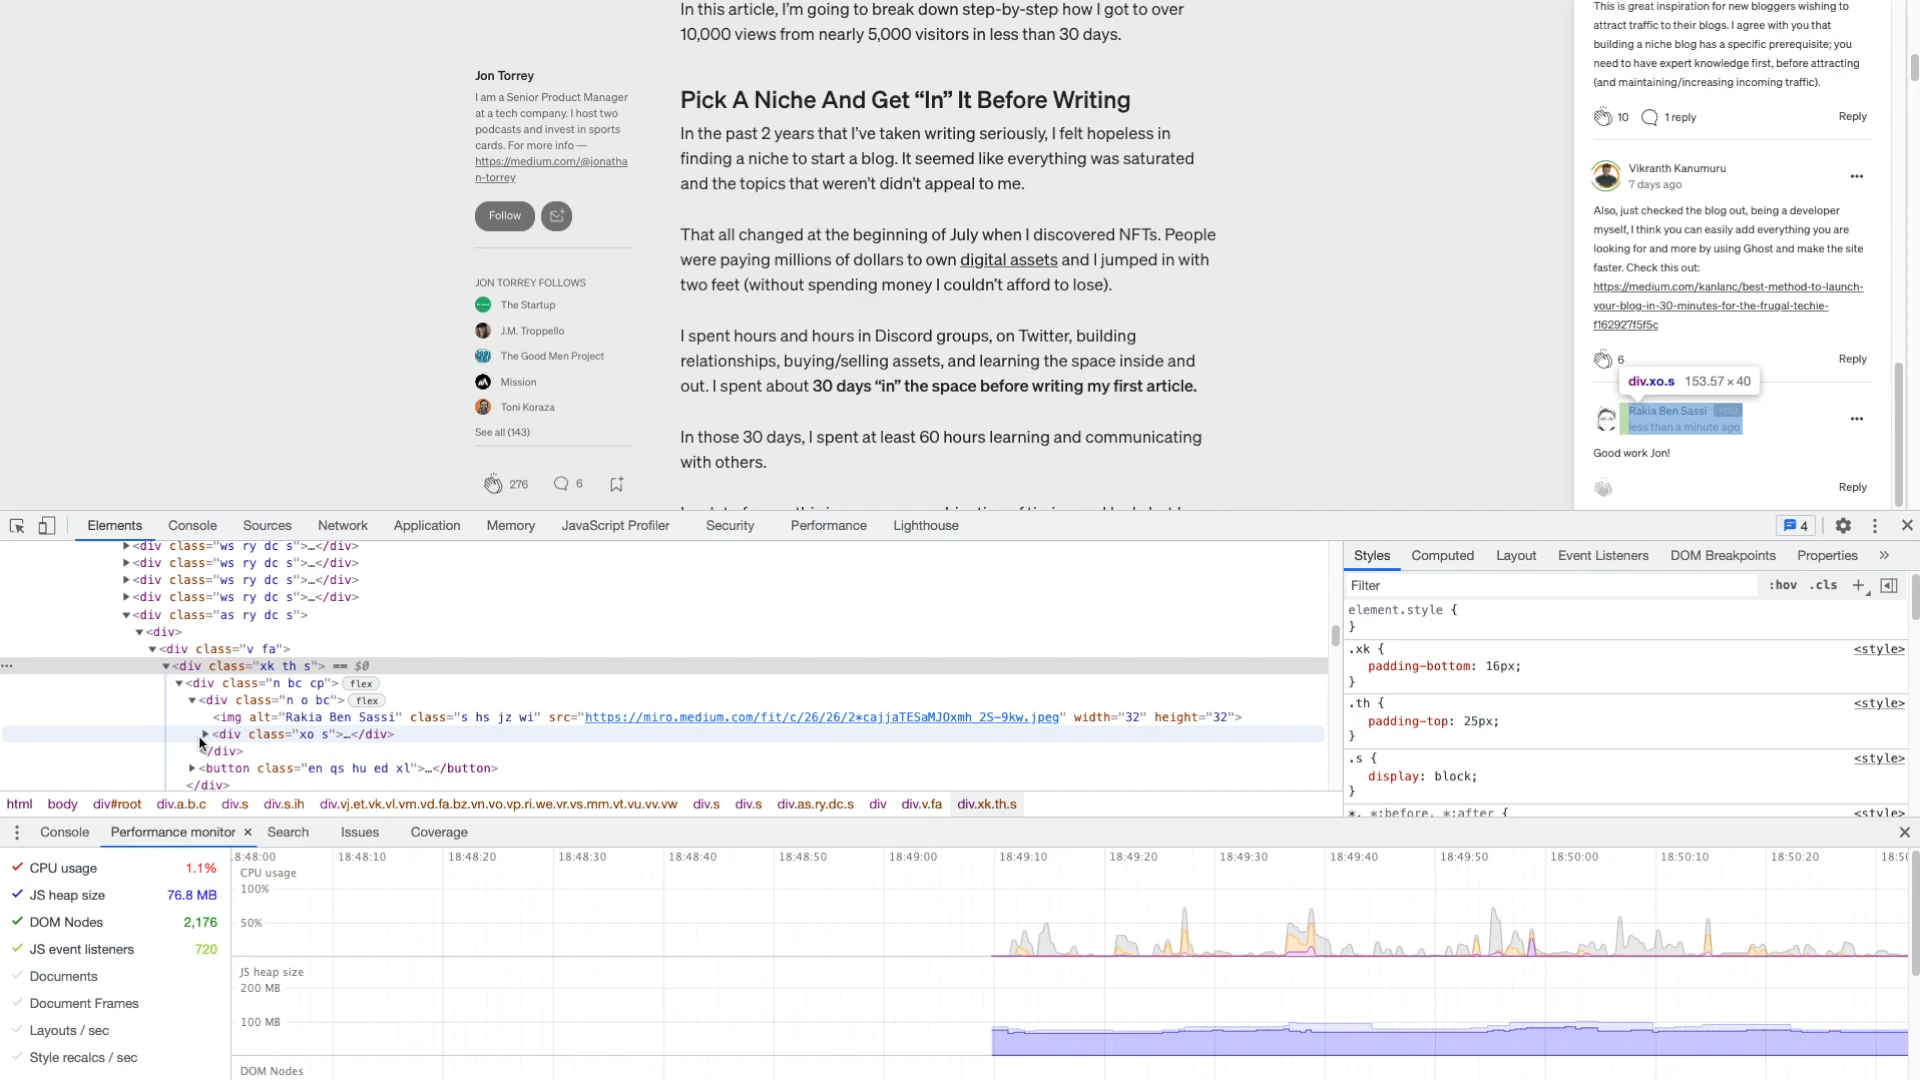 In this article, I’m going to break down step-by-step how I got to over
10,000 views from nearly 5,000 visitors in less than 30 days.
Jon Torrey
I am a Senior Product Manager
at a tech company. I host two
podcasts and invest in sports
cards. For more info —
https://medium.com/@jonatha
n-torrey
Follow
JON TORREY FOLLOWS
The Startup
J.M. Troppello
The Good Men Project
Mission
Toni Koraza
See all (143)
276
6
Pick A Niche And Get “In” It Before Writing
In the past 2 years that I’ve taken writing seriously, I felt hopeless in
finding a niche to start a blog. It seemed like everything was saturated
and the topics that weren’t didn’t appeal to me.
That all changed at the beginning of July when I discovered NFTs. People
were paying millions of dollars to own digital assets and I jumped in with
two feet (without spending money I couldn’t afford to lose).
I spent hours and hours in Discord groups, on Twitter, building
relationships, buying/selling assets, and learning the space inside and
out. I spent about 30 days “in” the space before writing my first article.
In those 30 days, I spent at least 60 hours learning and communicating
with others.
This is great inspiration for new bloggers wishing to
attract traffic to their blogs. I agree with you that
building a niche blog has a specific prerequisite; you
need to have expert knowledge first, before attracting
(and maintaining/increasing incoming traffic).
10 1 reply Reply
Vikranth Kanumuru
7 days ago
Also, just checked the blog out, being a developer
myself, I think you can easily add everything you are
looking for and more by using Ghost and make the site
faster. Check this out:
https://medium.com/kanlanc/best-method-to-launch-
your-blog-in-30-minutes-for-the-frugal-techie-
f162927f5f5c
6 Reply
div.xo.s 153.57 × 40
Rakia Ben Sassi YOU
less than a minute ago
Good work Jon!
Reply
Elements Console Sources Network Application Memory JavaScript Profiler Security Performance Lighthouse 4
<div class="ws ry dc s">…</div>
<div class="ws ry dc s">…</div>
<div class="ws ry dc s">…</div>
<div class="ws ry dc s">…</div>
<div class="as ry dc s">
<div>
<div class="v fa">
… <div class="xk th s"> == $0
<div class="n bc cp"> flex
<div class="n o bc"> flex
<img alt="Rakia Ben Sassi" class="s hs jz wi" src="https://miro.medium.com/fit/c/26/26/2*cajjaTESaMJOxmh_2S-9kw.jpeg" width="32" height="32">
<div class="xo s">…</div>
</div>
<button class="en qs hu ed xl">…</button>
</div>
html body div#root div.a.b.c div.s div.s.ih div.vj.et.vk.vl.vm.vd.fa.bz.vn.vo.vp.ri.we.vr.vs.mm.vt.vu.vv.vw div.s div.s div.as.ry.dc.s div div.v.fa div.xk.th.s
Styles Computed Layout Event Listeners DOM Breakpoints Properties »
Filter :hov .cls +
element.style {
}
.xk { <style>
padding-bottom: 16px;
}
.th { <style>
padding-top: 25px;
}
.s { <style>
display: block;
}
*, *:before, *:after { <style>
Console Performance monitor × Search Issues Coverage
CPU usage 1.1%
JS heap size 76.8 MB
DOM Nodes 2,176
JS event listeners 720
Documents
Document Frames
Layouts / sec
Style recalcs / sec
18:48:10 18:48:20 18:48:30 18:48:40 18:48:50 18:49:00 18:49:10 18:49:20 18:49:30 18:49:40 18:49:50 18:50:00 18:50:10 18:50:20
CPU usage
100%
50%
JS heap size
200 MB
100 MB
DOM Nodes